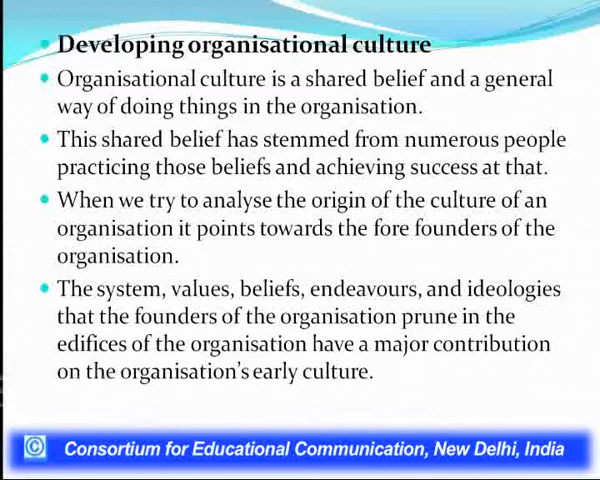 Developing organisational culture
Organisational culture is a shared belief and a general
way of doing things in the organisation.
This shared belief has stemmed from numerous people
practicing those beliefs and achieving success at that.
When we try to analyse the origin of the culture of an
organisation it points towards the fore founders of the
organisation.
The system, values, beliefs, endeavours, and ideologies
that the founders of the organisation prune in the
edifices of the organisation have a major contribution
on the organisation's early culture.
© Consortium for Educational Communication, New Delhi, India